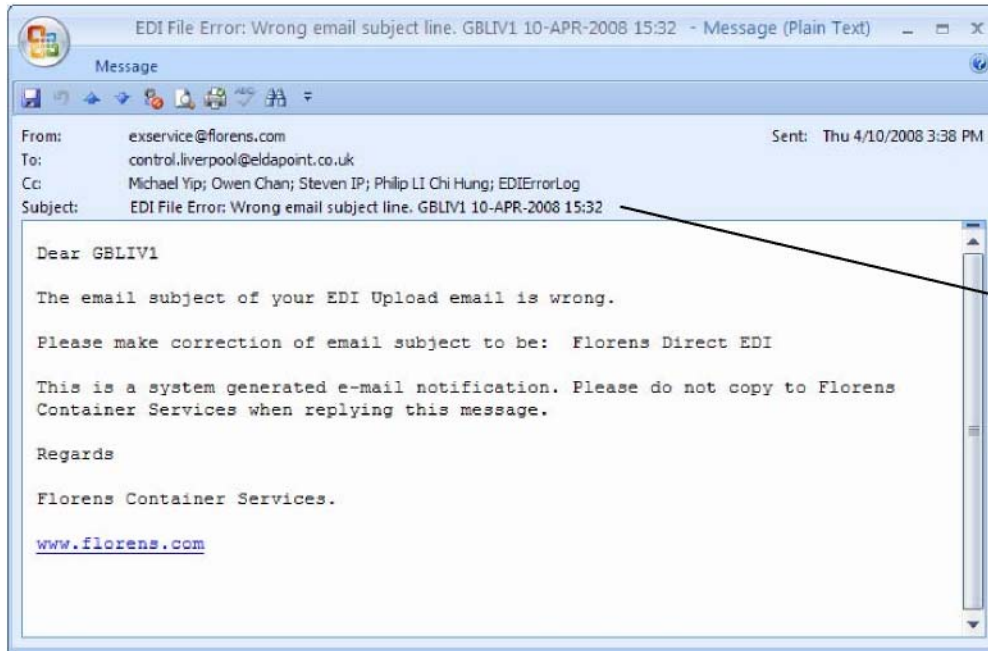 EDI File Error: Wrong email subject line. GBLIV1 10-APR-2008 15:32 - Message (Plain Text)
Message
From: exservice@florens.com Sent: Thu 4/10/2008 3:38 PM
To: control.liverpool@eldapoint.co.uk
Cc: Michael Yip; Owen Chan; Steven IP; Philip LI Chi Hung; EDIErrorLog
Subject: EDI File Error: Wrong email subject line. GBLIV1 10-APR-2008 15:32
Dear GBLIV1
The email subject of your EDI Upload email is wrong.
Please make correction of email subject to be: Florens Direct EDI
This is a system generated e-mail notification. Please do not copy to Florens
Container Services when replying this message.
Regards
Florens Container Services.
www.florens.com